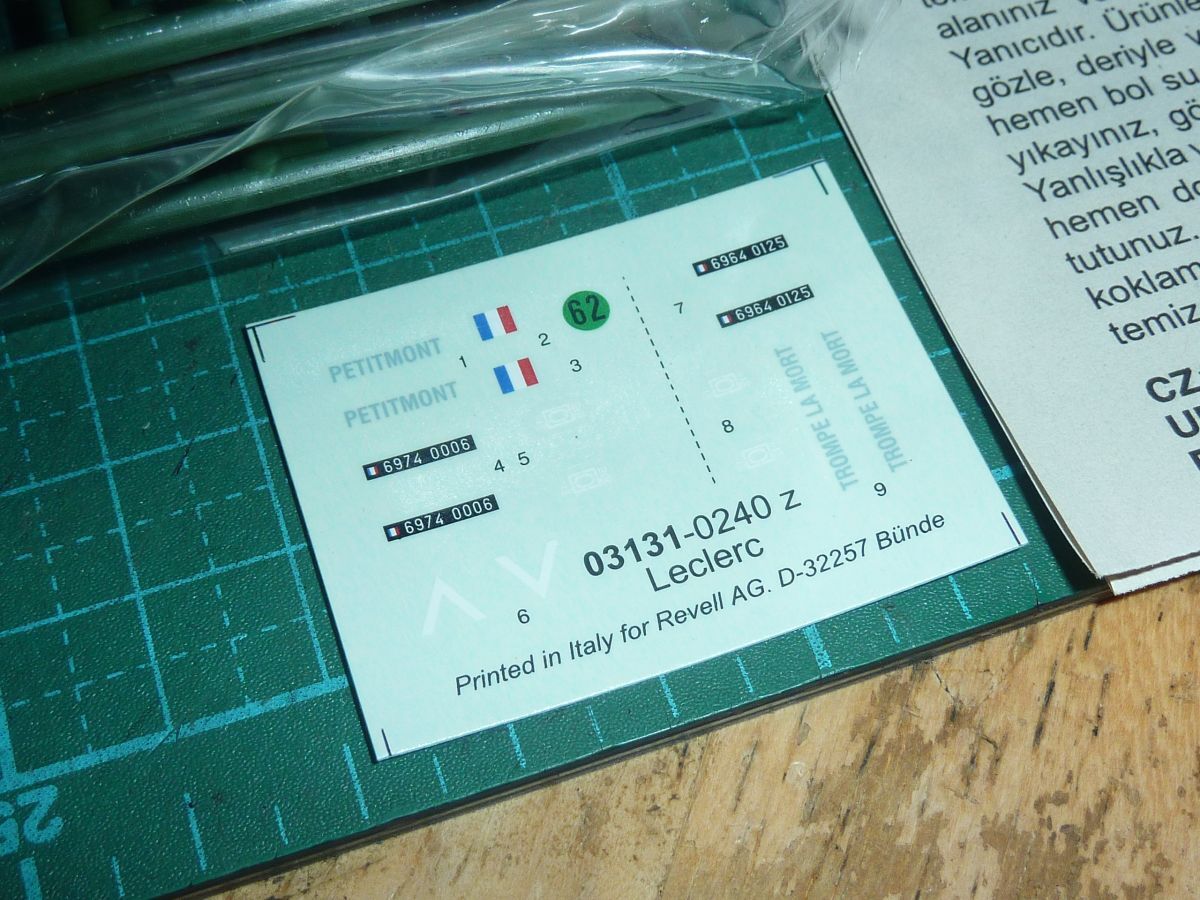 PETITMONT
1
2
62
PETITMONT
3
6974 0006
4 5
6974 0006
6
6964 0125
7
6964 0125
8
TROMPE LA MORT
TROMPE LA MORT
9
03131-0240 z
Leclerc
Printed in Italy for Revell AG. D-32257 Bünde
25
alanınız
Yanıcıdır. Ürünle
gözle, deriyle
hemen bol su
yıkayınız,
Yanlışlıkla
hemen
tutunuz.
koklam
temiz
CZ